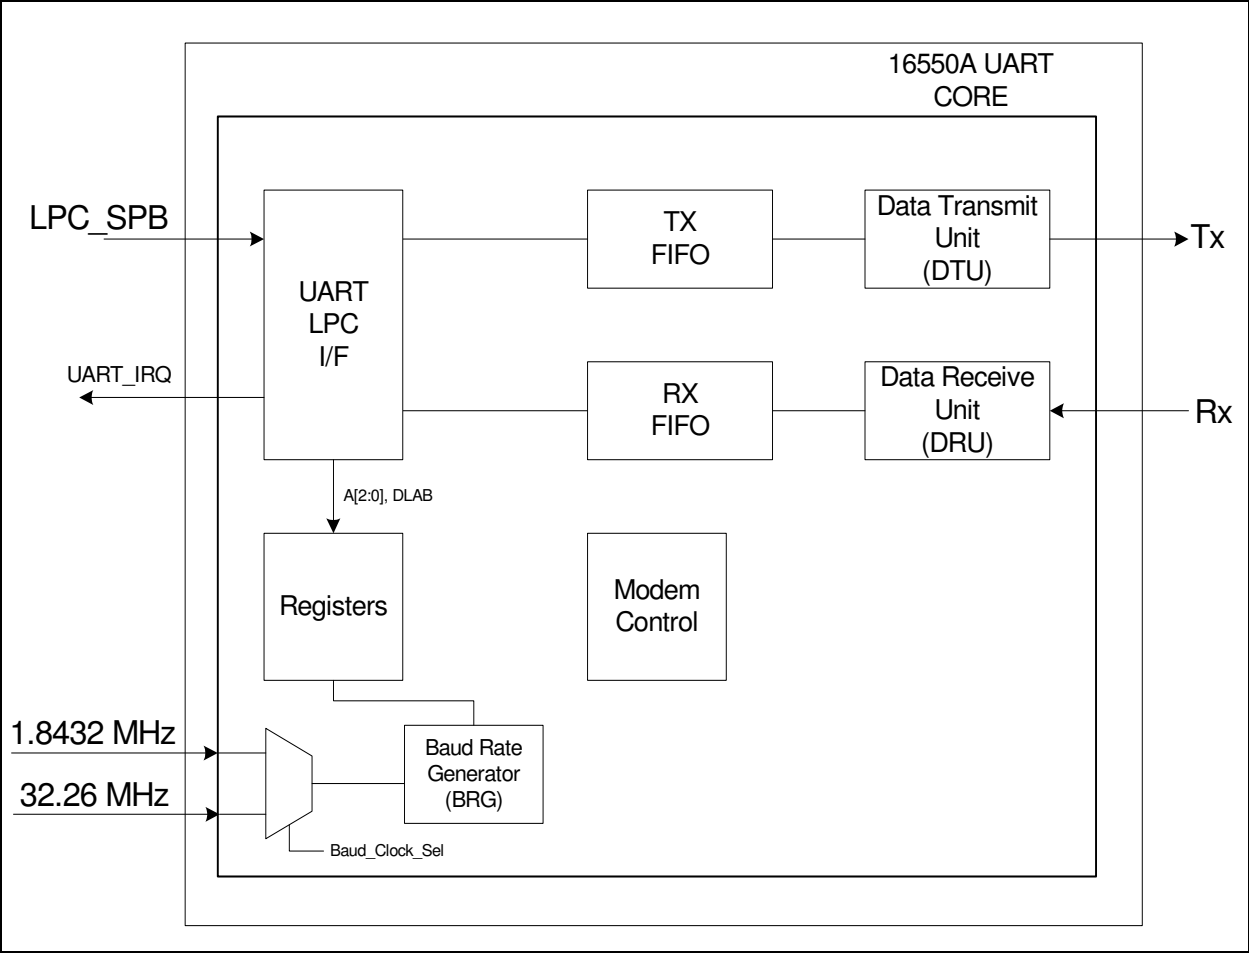 16550A UART
CORE
LPC_SPB
UART
LPC
I/F
TX
FIFO
Data Transmit
Unit
(DTU)
Tx
UART_IRQ
RX
FIFO
Data Receive
Unit
(DRU)
Rx
A[2:0], DLAB
Registers
Modem
Control
1.8432 MHz
32.26 MHz
Baud Rate
Generator
(BRG)
Baud_Clock_Sel